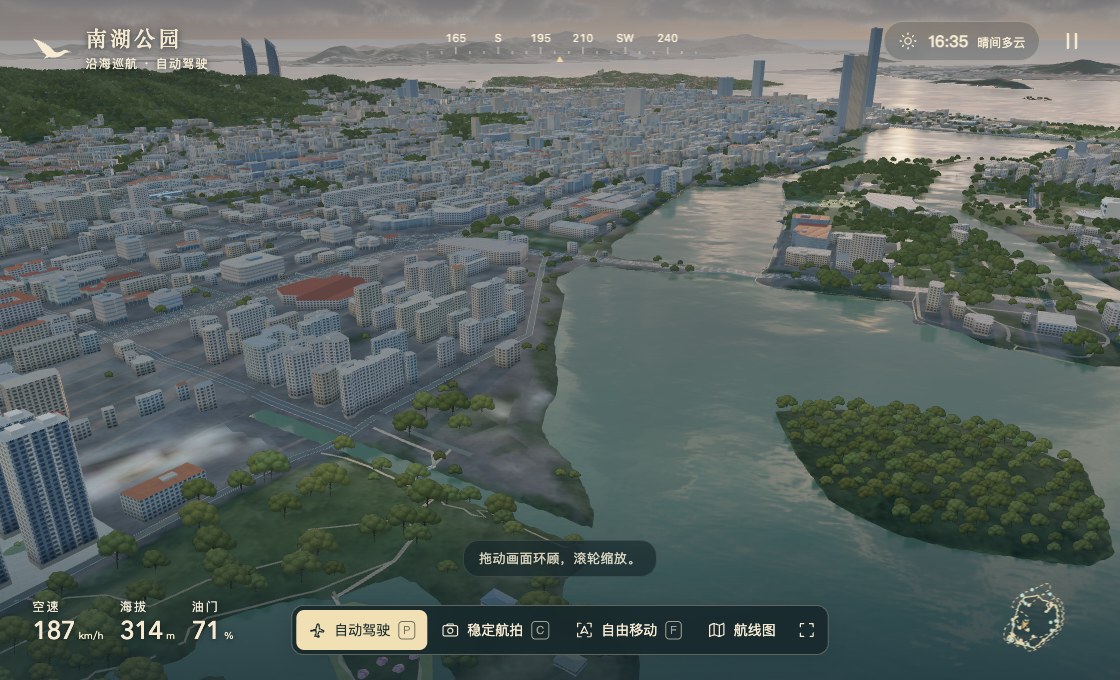 南湖公园
沿海巡航 · 自动驾驶
165 S 195 210 SW 240
16:35 晴间多云
拖动画面环顾，滚轮缩放。
空速 海拔 油门
187 km/h 314 m 71 %
自动驾驶 P 稳定航拍 C 自由移动 F 航线图